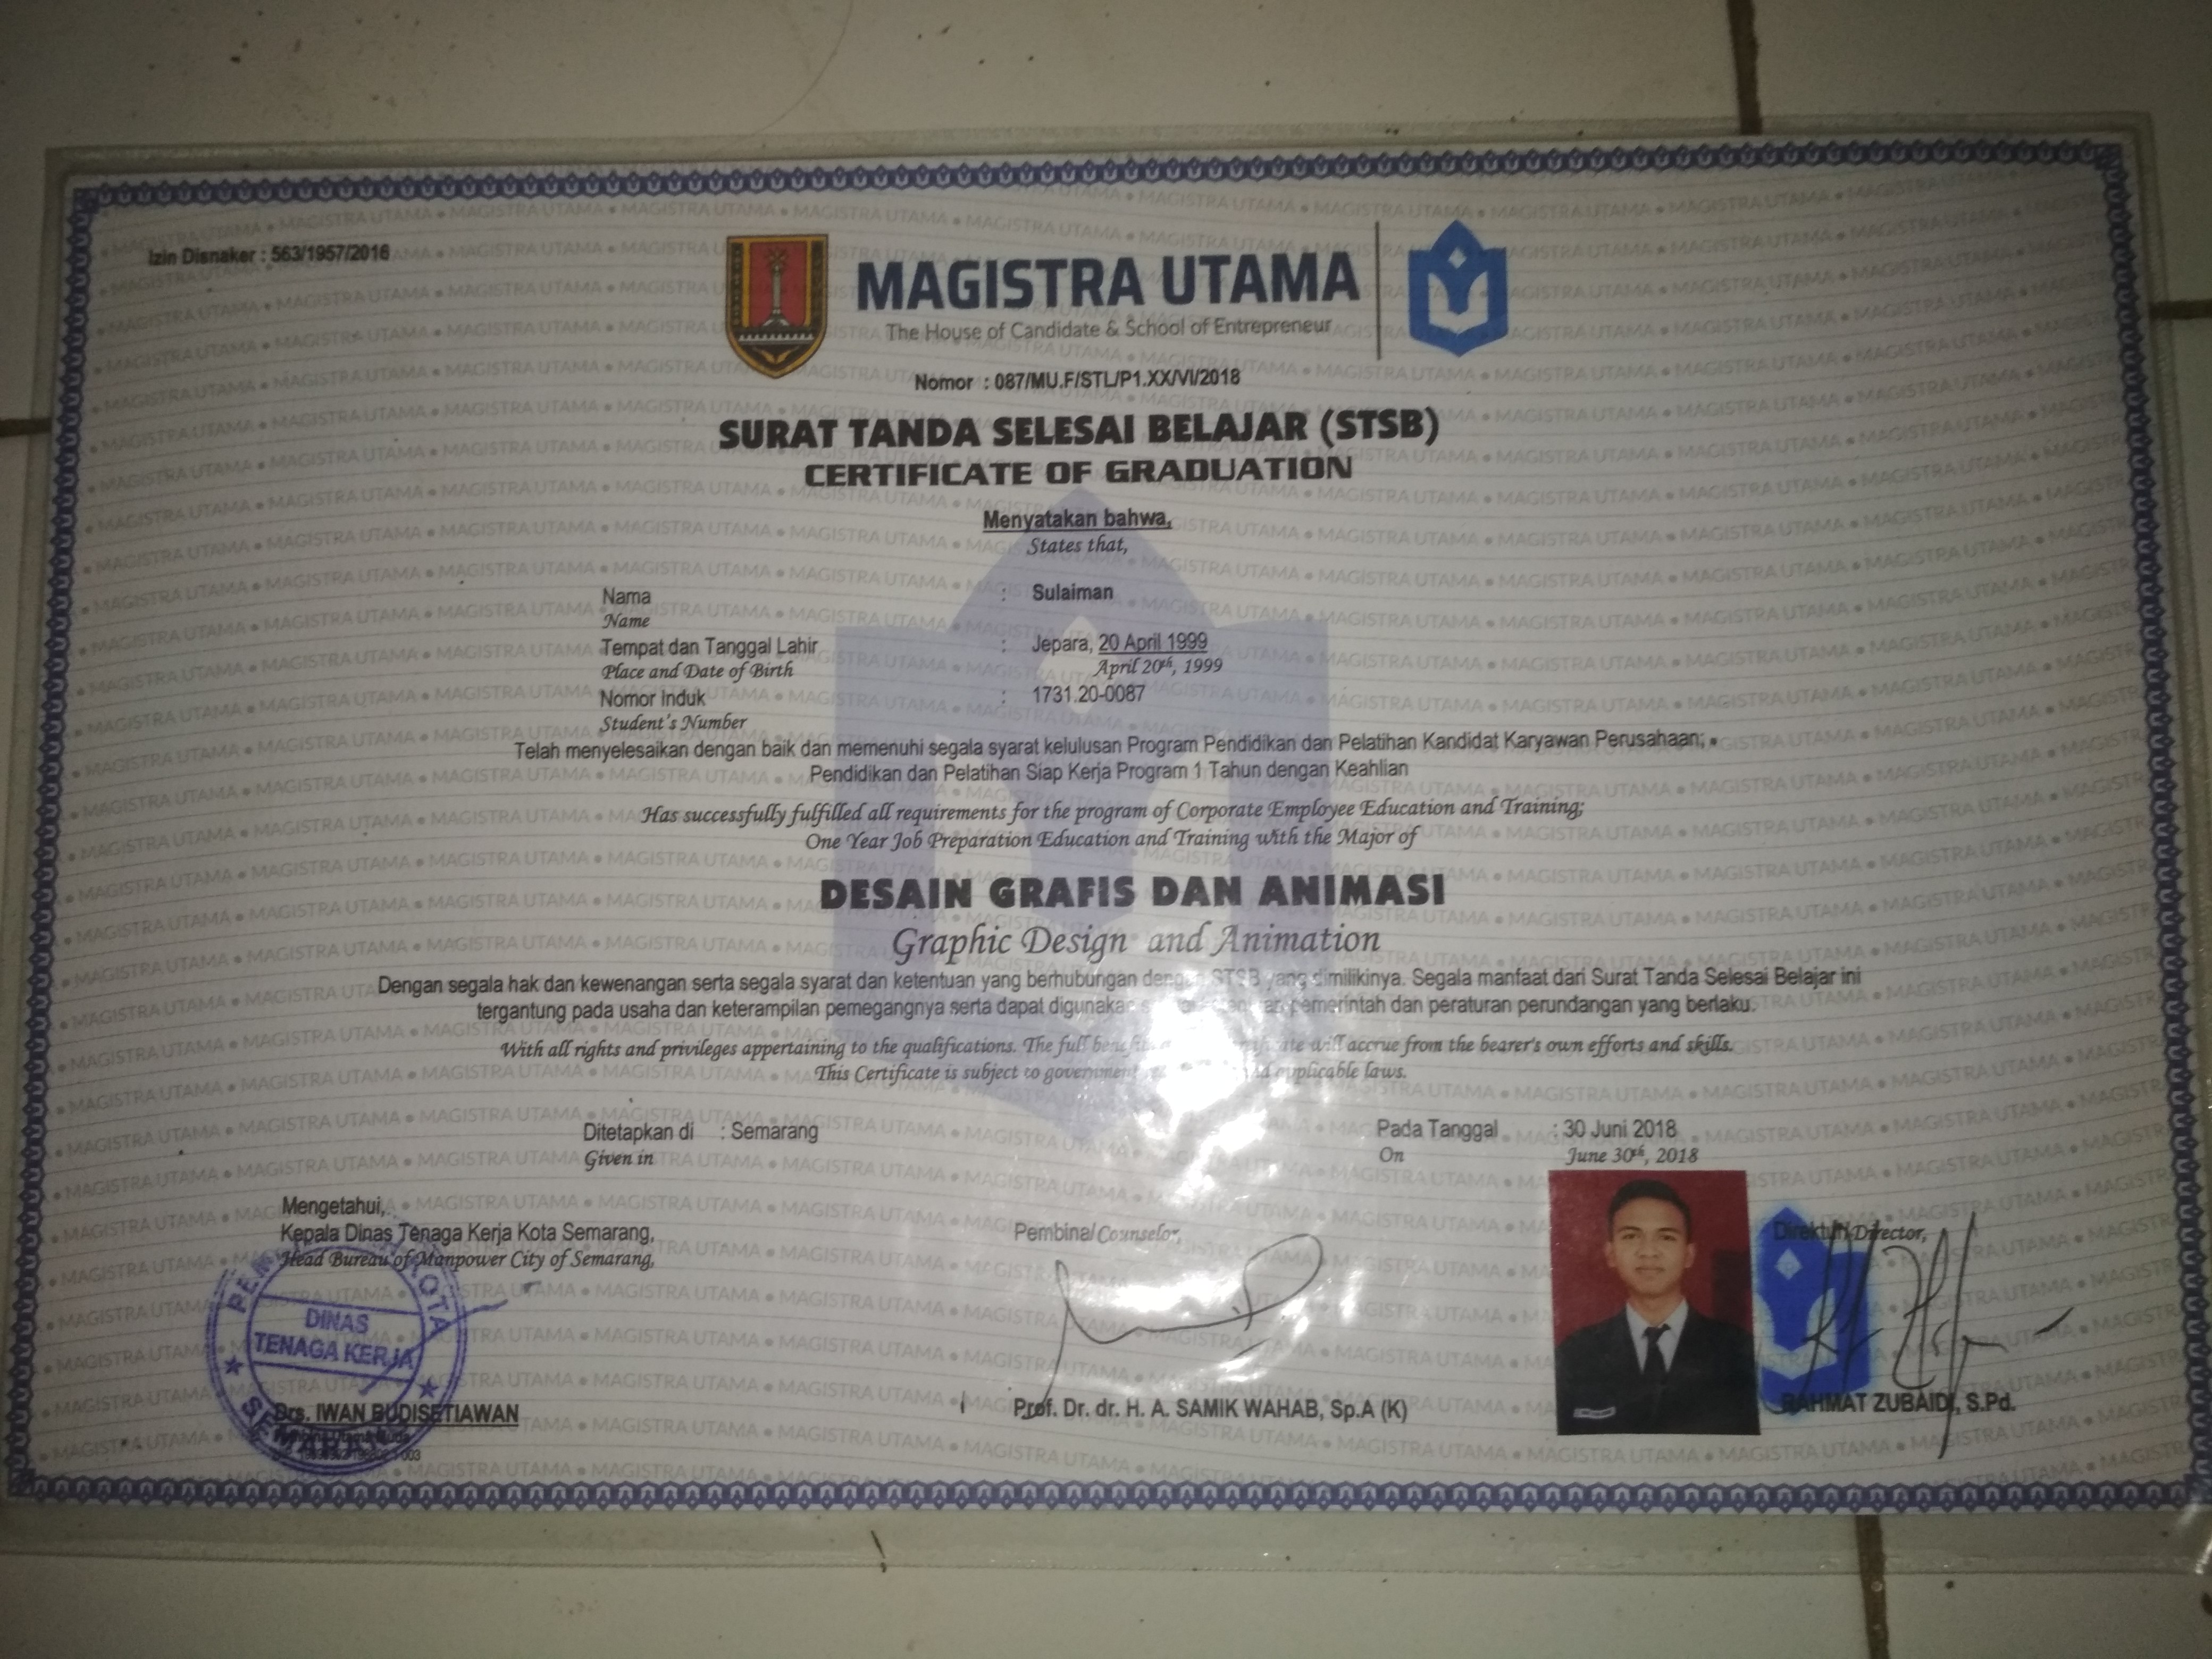 Izin Disnaker : 563/1957/2016
MAGISTRA UTAMA
The House of Candidate & School of Entrepreneur
Nomor : 087/MU.F/STL/P1.XX/VI/2018
SURAT TANDA SELESAI BELAJAR (STSB)
CERTIFICATE OF GRADUATION
Menyatakan bahwa,
States that,
Nama : Sulaiman
Name
Tempat dan Tanggal Lahir : Jepara, 20 April 1999
Place and Date of Birth April 20th, 1999
Nomor Induk : 1731.20-0087
Student's Number
Telah menyelesaikan dengan baik dan memenuhi segala syarat kelulusan Program Pendidikan dan Pelatihan Kandidat Karyawan Perusahaan;
Pendidikan dan Pelatihan Siap Kerja Program 1 Tahun dengan Keahlian
Has successfully fulfilled all requirements for the program of Corporate Employee Education and Training;
One Year Job Preparation Education and Training with the Major of
DESAIN GRAFIS DAN ANIMASI
Graphic Design and Animation
Dengan segala hak dan kewenangan serta segala syarat dan ketentuan yang berhubungan dengan STSB yang dimilikinya. Segala manfaat dari Surat Tanda Selesai Belajar ini
tergantung pada usaha dan keterampilan pemegangnya serta dapat pemerintah dan peraturan perundangan yang berlaku.
With all rights and privileges appertaining to the qualifications. The full will accrue from the bearer's own efforts and skills.
This Certificate is subject to government applicable laws.
Ditetapkan di : Semarang
Given in
Pada Tanggal : 30 Juni 2018
On June 30th, 2018
Mengetahui,
Kepala Dinas Tenaga Kerja Kota Semarang,
Head Bureau of Manpower City of Semarang,
DINAS
TENAGA KERJA
Drs. IWAN BUDISETIAWAN
Pembina/Counselor,
Prof. Dr. dr. H. A. SAMIK WAHAB, Sp.A (K)
Direktur/Director,
RAHMAT ZUBAIDI, S.Pd.